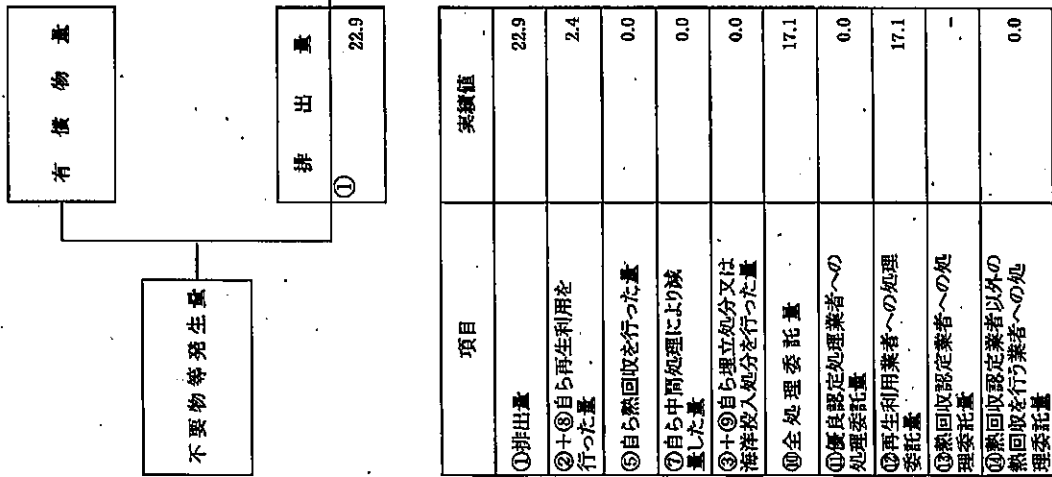 有償物量
不要物等発生量
排出量
①
22.9
項目
実績値
①排出量
22.9
②+⑧自ら再生利用を
行った量
2.4
⑤自ら熱回収を行った量
0.0
⑦自ら中間処理により減
量した量
0.0
③+⑨自ら埋立処分又は
海洋投入処分を行った量
0.0
⑩全処理委託量
17.1
⑪優良認定処理業者への
処理委託量
0.0
⑫再生利用業者への処理
委託量
17.1
⑬熱回収認定業者への処
理委託量
-
⑭熱回収認定業者以外の
熱回収を行う業者への処
理委託量
0.0